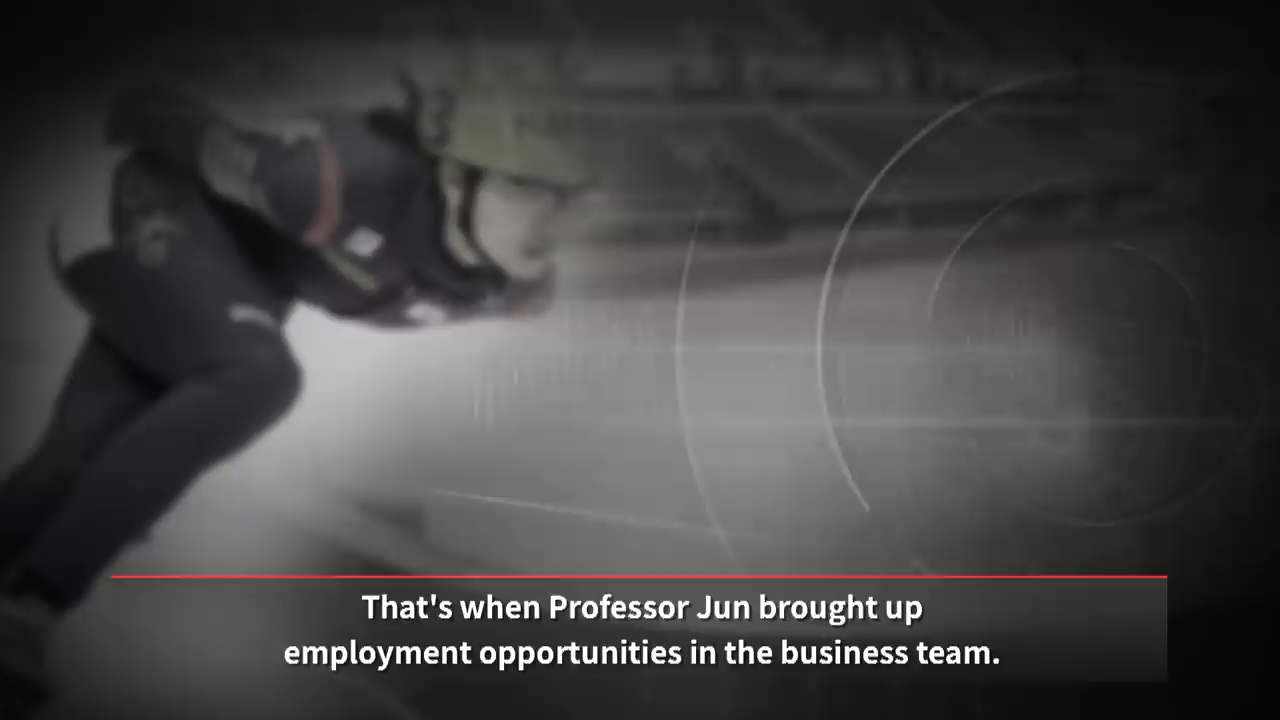 That's when Professor Jun brought up
employment opportunities in the business team.